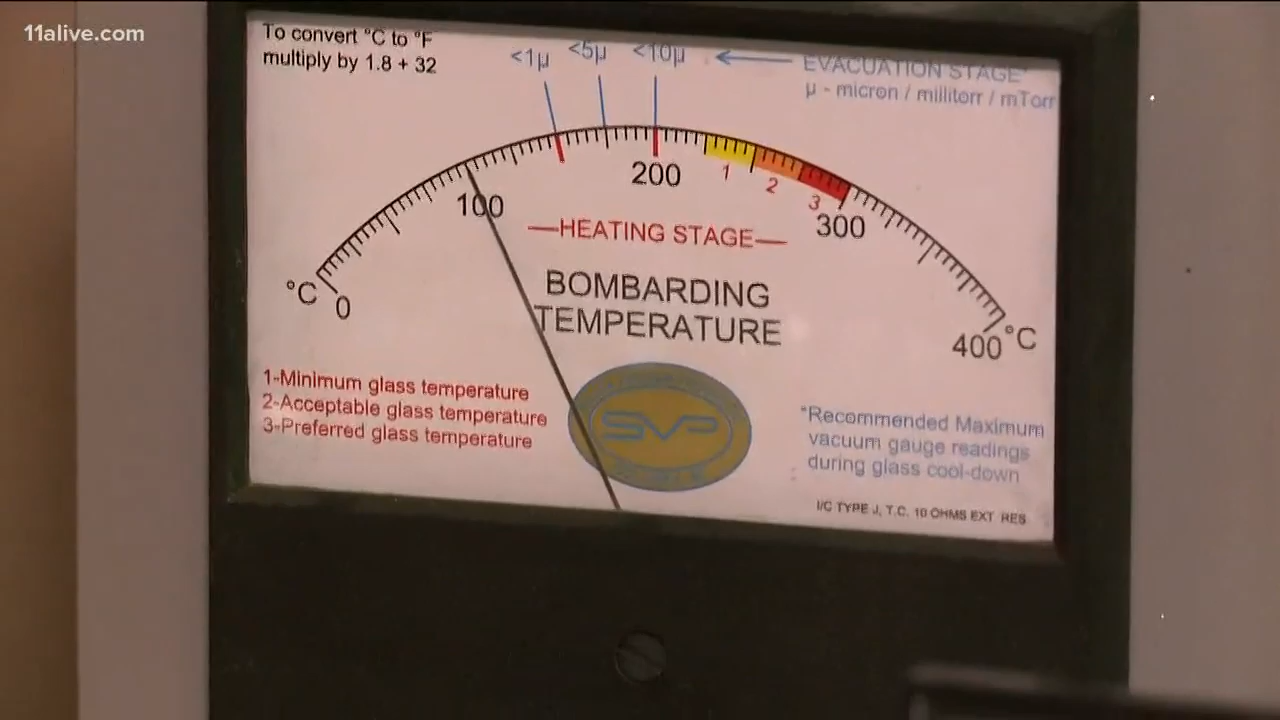 11alive.com
To convert °C to °F
multiply by 1.8 + 32
<1µ <5µ <10µ
EVACUATION STAGE*
µ - micron / millitorr / mTorr
°C 0 100 200 300 400 °C
1 2 3
—HEATING STAGE—
BOMBARDING
TEMPERATURE
1-Minimum glass temperature
2-Acceptable glass temperature
3-Preferred glass temperature
SVP
*Recommended Maximum
vacuum gauge readings
during glass cool-down
I/C TYPE J, T.C. 10 OHMS EXT RES